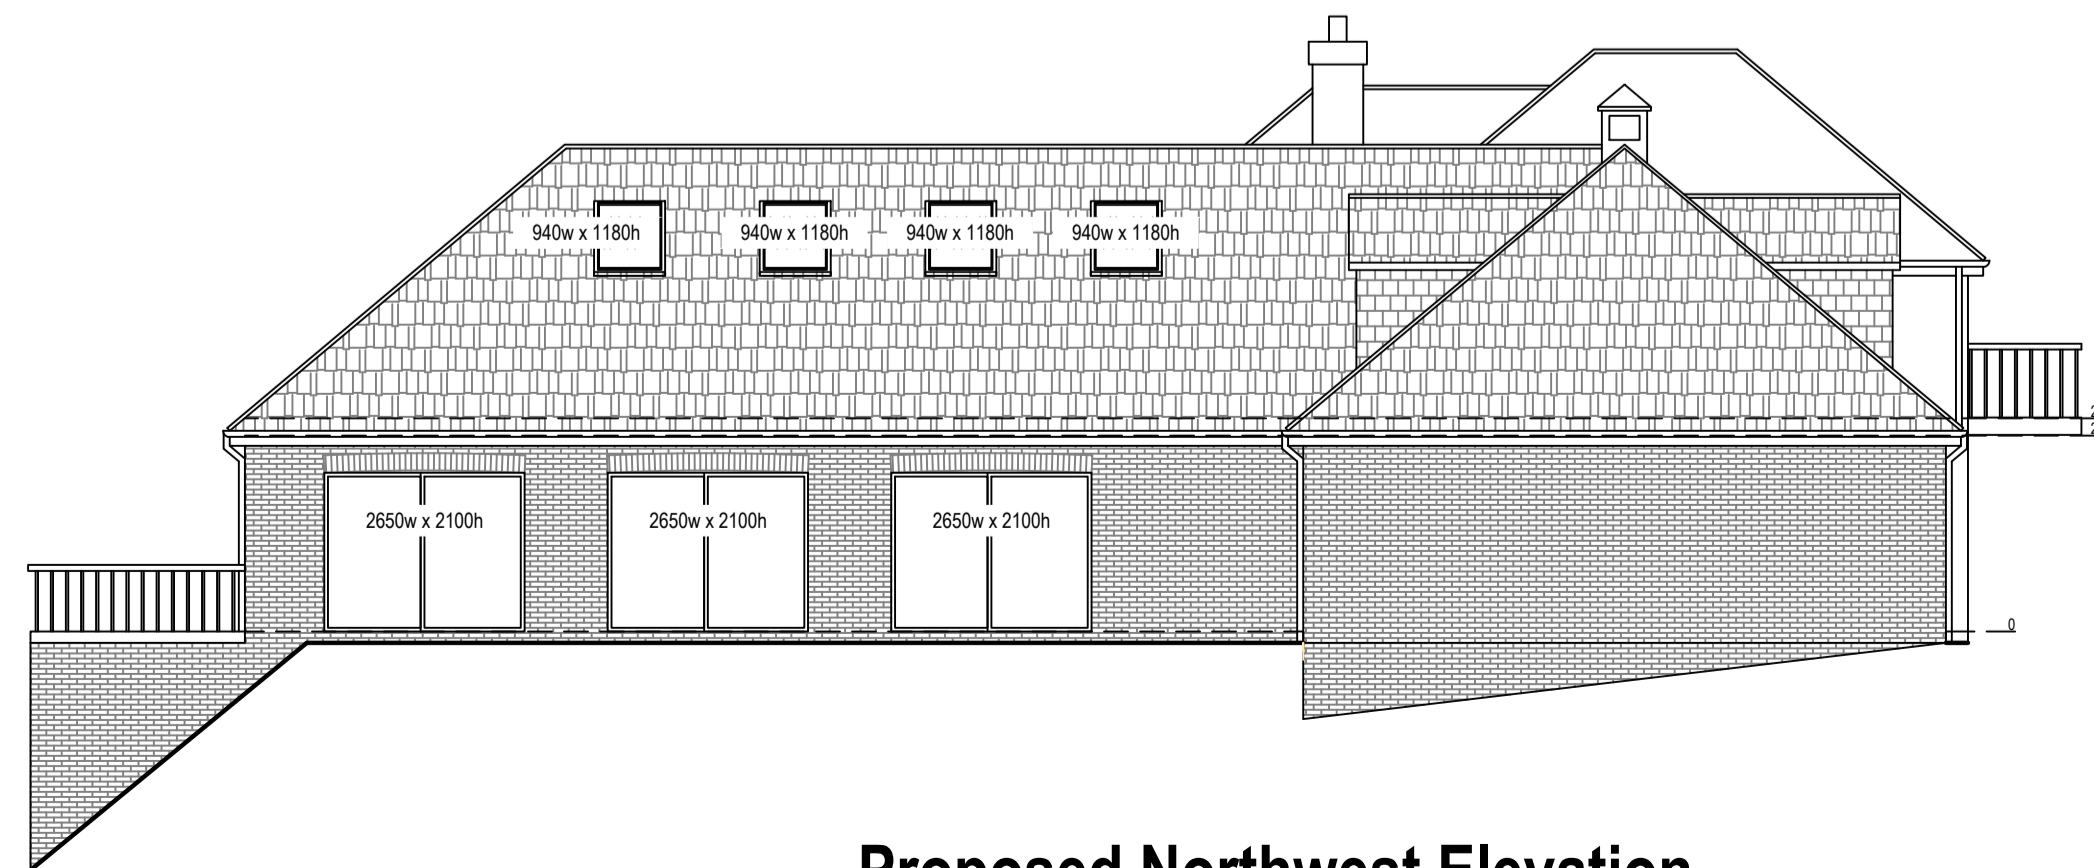 940w x 1180h
940w x 1180h
940w x 1180h
940w x 1180h
2650w x 2100h
2650w x 2100h
2650w x 2100h
0
Proposed Northwest Elevation